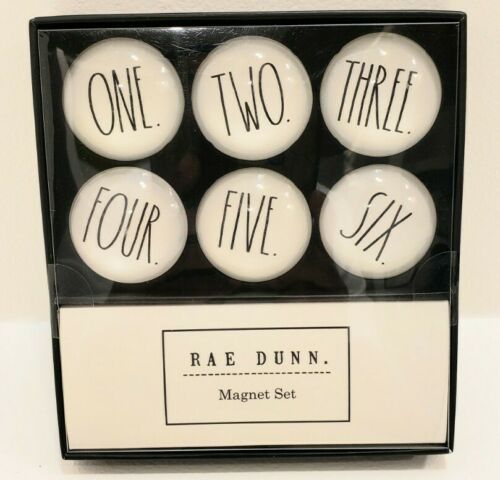 ONE. TWO. THREE.
FOUR. FIVE. SIX.
RAE DUNN.
Magnet Set